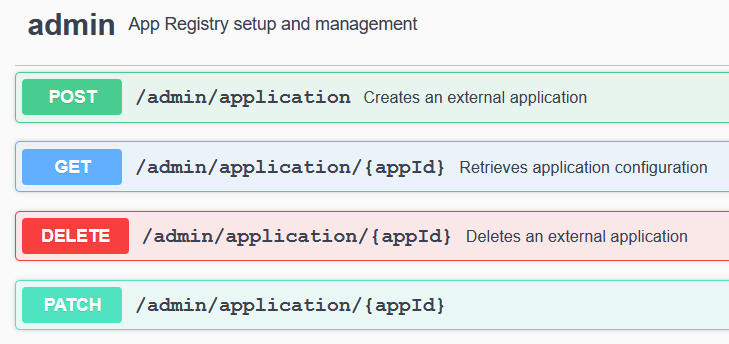 admin App Registry setup and management
POST /admin/application Creates an external application
GET /admin/application/{appId} Retrieves application configuration
DELETE /admin/application/{appId} Deletes an external application
PATCH /admin/application/{appId}